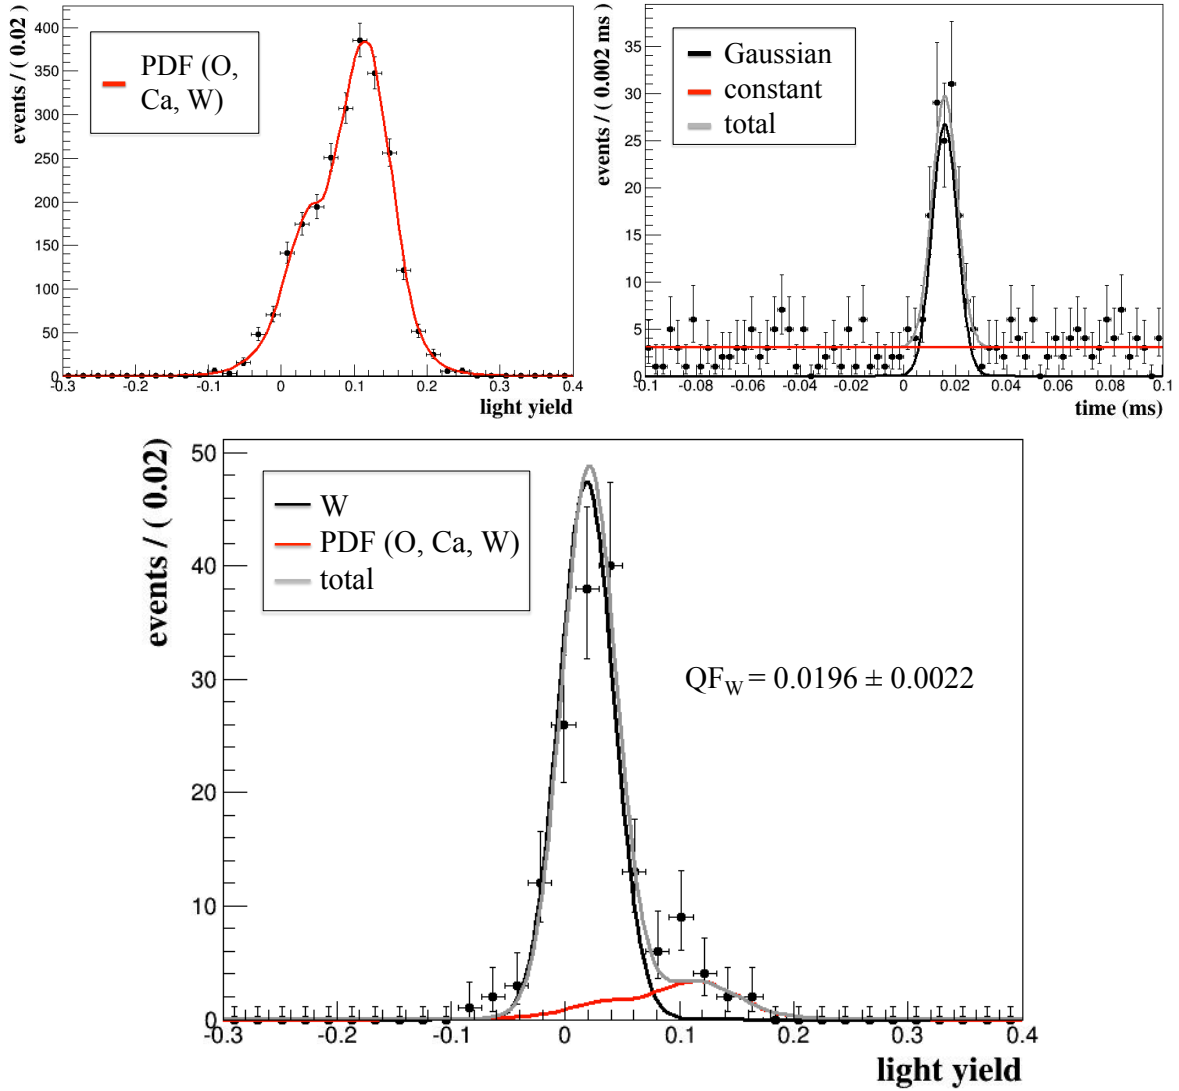 events / ( 0.02 )
400
350
300
250
200
150
100
50
0
PDF (O,
Ca, W)
-0.3 -0.2 -0.1 0 0.1 0.2 0.3 0.4
light yield
events / ( 0.002 ms )
35
30
25
20
15
10
5
0
Gaussian
constant
total
-0.1 -0.08 -0.06 -0.04 -0.02 0 0.02 0.04 0.06 0.08 0.1
time (ms)
events / ( 0.02)
50
40
30
20
10
0
W
PDF (O, Ca, W)
total
QFW = 0.0196 ± 0.0022
-0.3 -0.2 -0.1 0 0.1 0.2 0.3 0.4
light yield